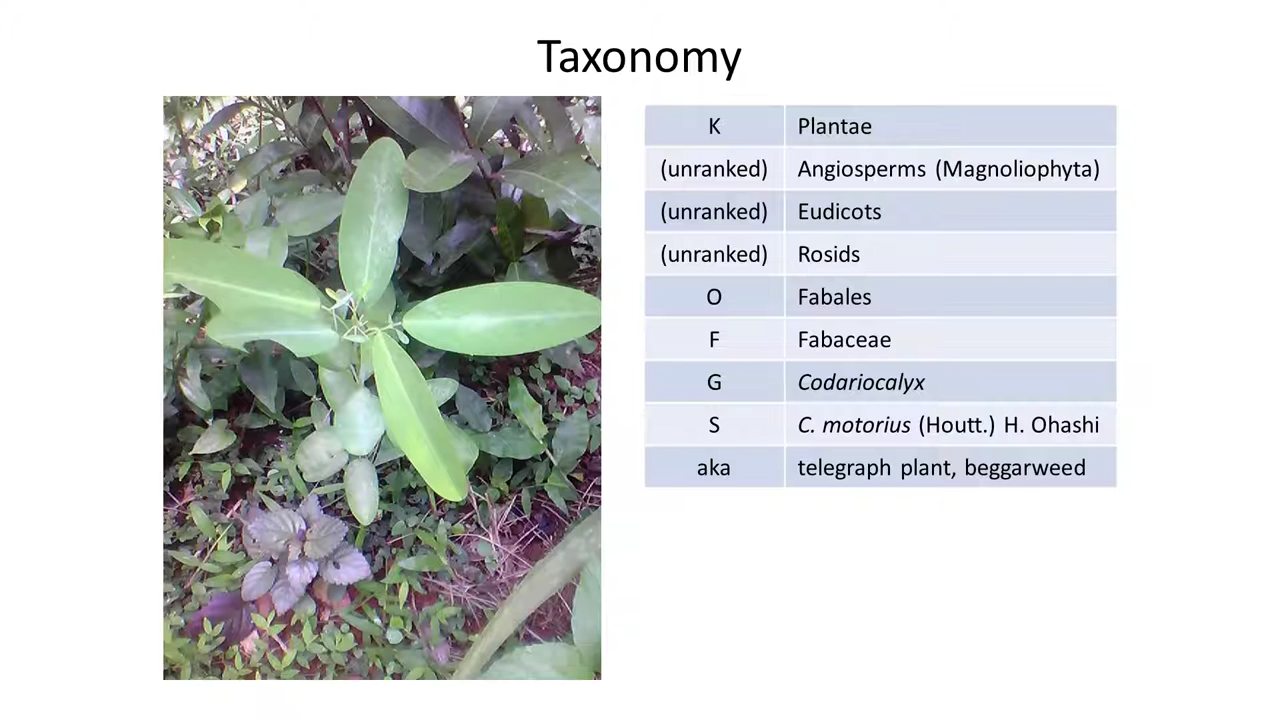 Taxonomy
K Plantae
(unranked) Angiosperms (Magnoliophyta)
(unranked) Eudicots
(unranked) Rosids
O Fabales
F Fabaceae
G Codariocalyx
S C. motorius (Houtt.) H. Ohashi
aka telegraph plant, beggarweed